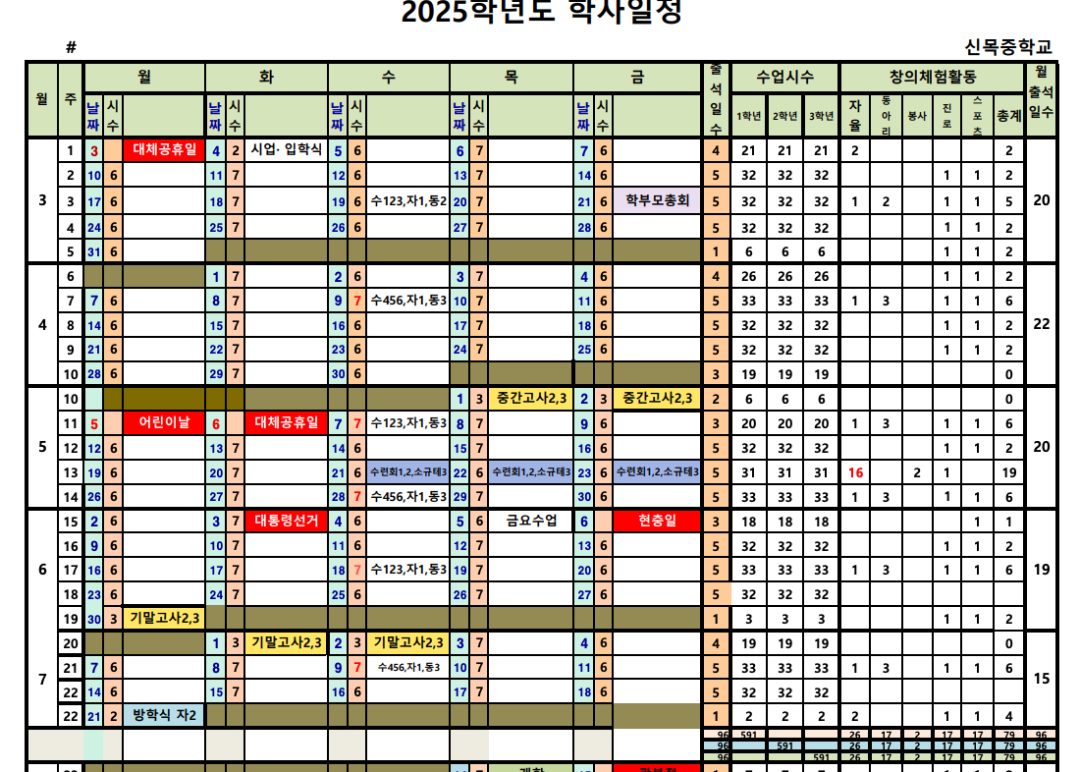 2025학년도 학사일정
# 신목중학교
월 주 월 화 수 목 금 출석일수 수업시수 창의체험활동 월출석일수
날짜 시수 날짜 시수 날짜 시수 날짜 시수 날짜 시수 1학년 2학년 3학년 자율 동아리 봉사 진로 스포츠 총계
3
1 3 대체공휴일 4 2 시업· 입학식 5 6 6 7 7 6 4 21 21 21 2 2
2 10 6 11 7 12 6 13 7 14 6 5 32 32 32 1 1 2
3 17 6 18 7 19 6 수123,자1,동2 20 7 21 6 학부모총회 5 32 32 32 1 2 1 1 5 20
4 24 6 25 7 26 6 27 7 28 6 5 32 32 32 1 1 2
5 31 6 1 6 6 6 1 1 2
4
6 1 7 2 6 3 7 4 6 4 26 26 26 1 1 2
7 7 6 8 7 9 7 수456,자1,동3 10 7 11 6 5 33 33 33 1 3 1 1 6
8 14 6 15 7 16 6 17 7 18 6 5 32 32 32 1 1 2 22
9 21 6 22 7 23 6 24 7 25 6 5 32 32 32 1 1 2
10 28 6 29 7 30 6 3 19 19 19 0
5
10 1 3 중간고사2,3 2 3 중간고사2,3 2 6 6 6 0
11 5 어린이날 6 대체공휴일 7 7 수123,자1,동3 8 7 9 6 3 20 20 20 1 3 1 1 6
12 12 6 13 7 14 6 15 7 16 6 5 32 32 32 1 1 2 20
13 19 6 20 7 21 6 수련회1,2,소규테3 22 6 수련회1,2,소규테3 23 6 수련회1,2,소규테3 5 31 31 31 16 2 1 19
14 26 6 27 7 28 7 수456,자1,동3 29 7 30 6 5 33 33 33 1 3 1 1 6
6
15 2 6 3 7 대통령선거 4 6 5 6 금요수업 6 현충일 3 18 18 18 1 1
16 9 6 10 7 11 6 12 7 13 6 5 32 32 32 1 1 2
17 16 6 17 7 18 7 수123,자1,동3 19 7 20 6 5 33 33 33 1 3 1 1 6 19
18 23 6 24 7 25 6 26 7 27 6 5 32 32 32
19 30 3 기말고사2,3 1 3 3 3 1 1 2
7
20 1 3 기말고사2,3 2 3 기말고사2,3 3 7 4 6 4 19 19 19 0
21 7 6 8 7 9 7 수456,자1,동3 10 7 11 6 5 33 33 33 1 3 1 1 6 15
22 14 6 15 7 16 6 17 7 18 6 5 32 32 32
22 21 2 방학식 자2 1 2 2 2 2 1 1 4
96 591 26 17 2 17 17 79 96
96 591 26 17 2 17 17 79 96
96 591 26 17 2 17 17 79 96